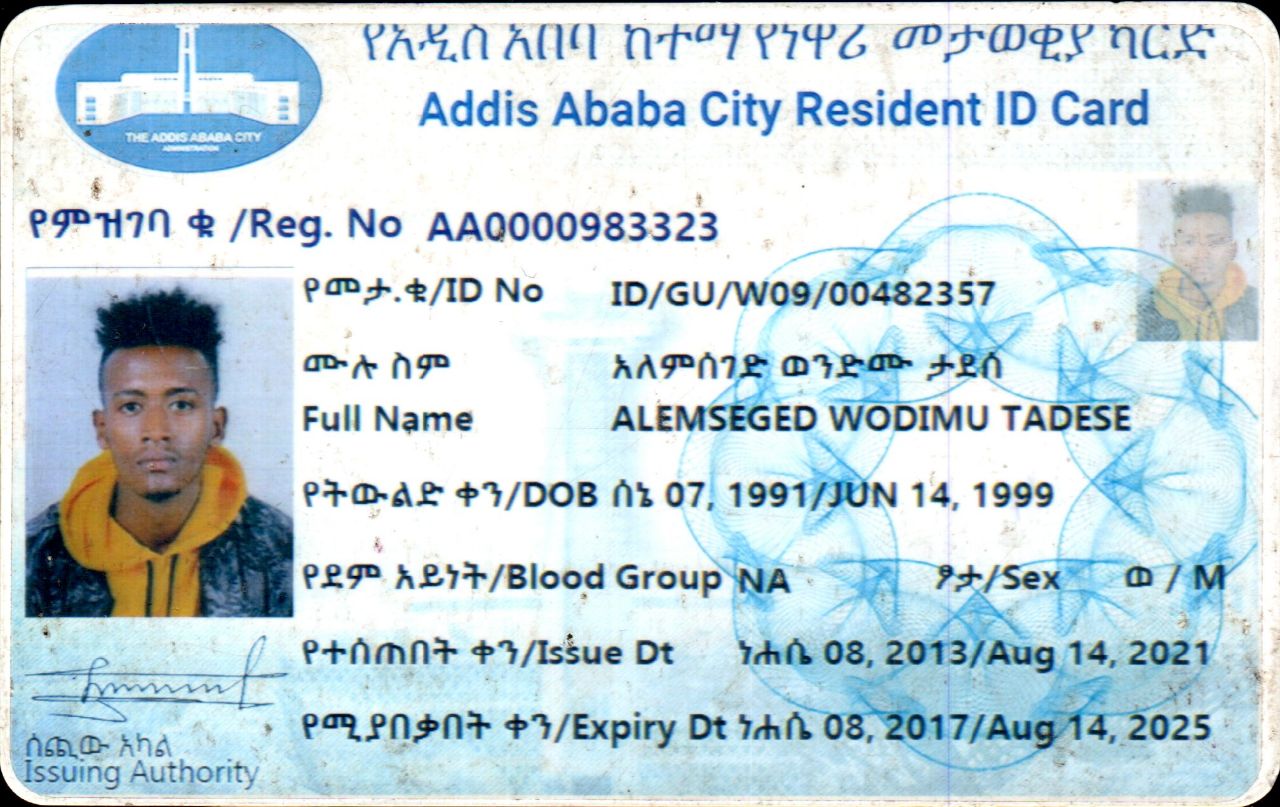 የአዲስ አበባ ከተማ የነዋሪ መታወቂያ ካርድ
Addis Ababa City Resident ID Card
THE ADDIS ABABA CITY
ADMINISTRATION
የምዝገባ ቁ /Reg. No AA0000983323
የመታ.ቁ/ID No ID/GU/W09/00482357
ሙሉ ስም አለምሰገድ ወንድሙ ታደሰ
Full Name ALEMSEGED WODIMU TADESE
የትውልድ ቀን/DOB ሰኔ 07, 1991/JUN 14, 1999
የደም አይነት/Blood Group NA ፆታ/Sex ወ / M
የተሰጠበት ቀን/Issue Dt ነሐሴ 08, 2013/Aug 14, 2021
የሚያበቃበት ቀን/Expiry Dt ነሐሴ 08, 2017/Aug 14, 2025
ሰጪው አካል
Issuing Authority